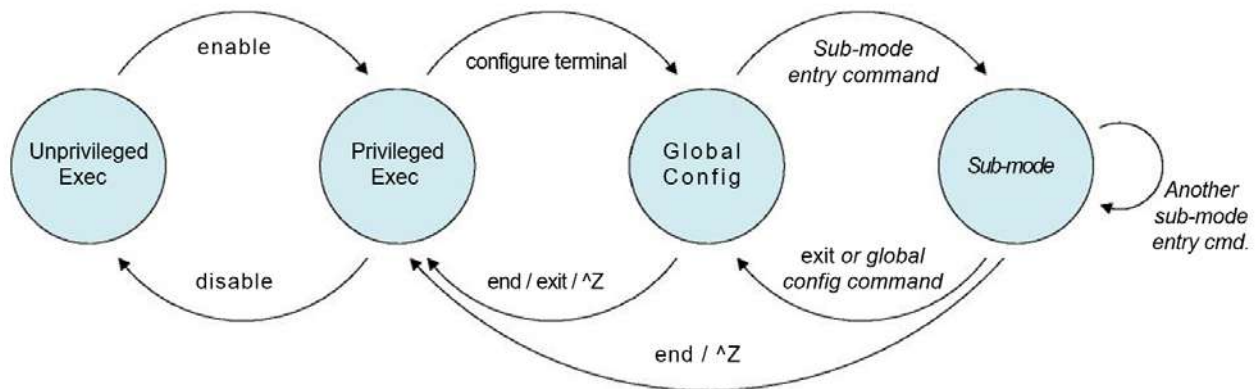 enable
configure terminal
Sub-mode
entry command
Unprivileged
Exec
Privileged
Exec
Global
Config
Sub-mode
Another
sub-mode
entry cmd.
disable
end / exit / ^Z
exit or global
config command
end / ^Z